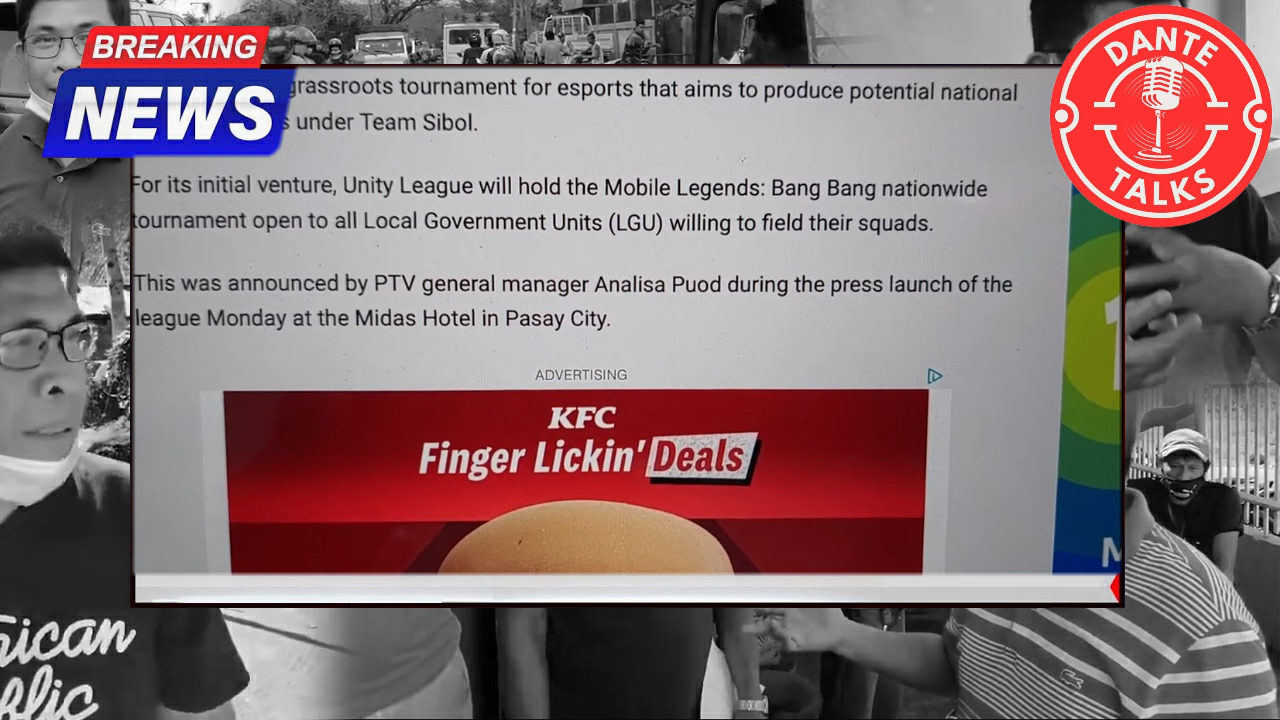 BREAKING
NEWS
DANTE
TALKS
grassroots tournament for esports that aims to produce potential national
under Team Sibol.
For its initial venture, Unity League will hold the Mobile Legends: Bang Bang nationwide
tournament open to all Local Government Units (LGU) willing to field their squads.
This was announced by PTV general manager Analisa Puod during the press launch of the
league Monday at the Midas Hotel in Pasay City.
ADVERTISING
KFC
Finger Lickin' Deals
M